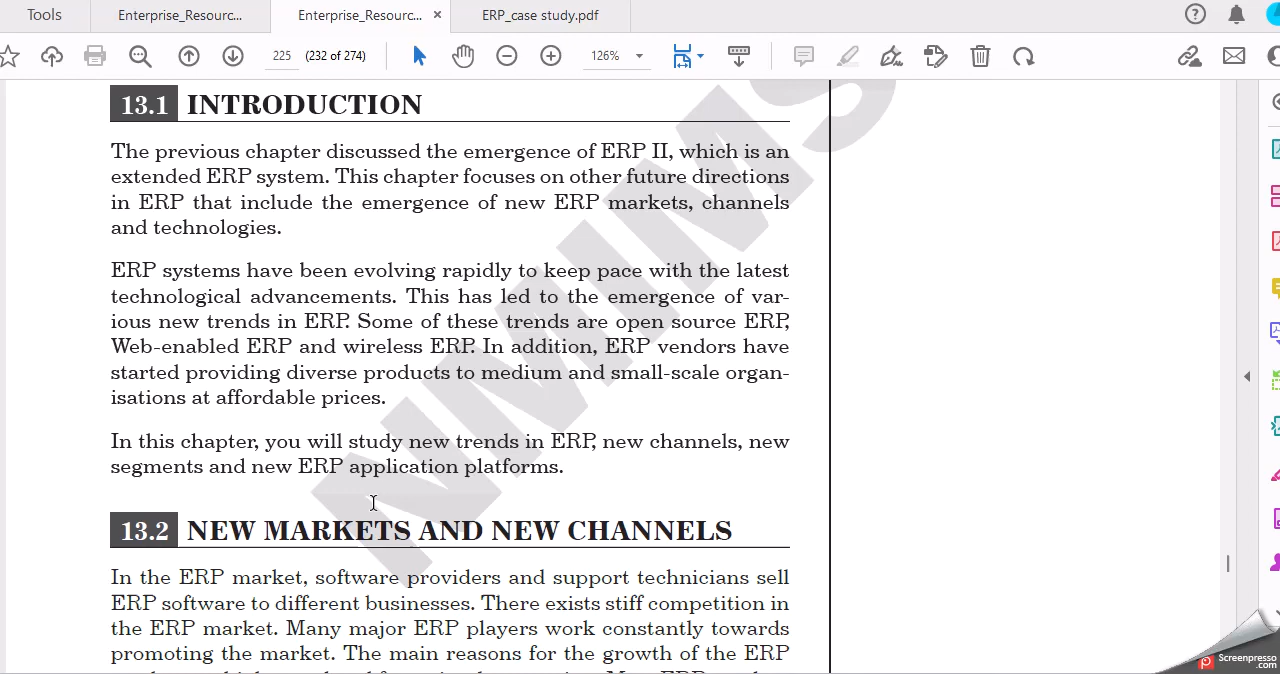 Tools
Enterprise_Resourc...
Enterprise_Resourc...
ERP_case study.pdf
225 (232 of 274)
126%
13.1 INTRODUCTION
The previous chapter discussed the emergence of ERP II, which is an
extended ERP system. This chapter focuses on other future directions
in ERP that include the emergence of new ERP markets, channels
and technologies.
ERP systems have been evolving rapidly to keep pace with the latest
technological advancements. This has led to the emergence of var-
ious new trends in ERP. Some of these trends are open source ERP,
Web-enabled ERP and wireless ERP. In addition, ERP vendors have
started providing diverse products to medium and small-scale organ-
isations at affordable prices.
In this chapter, you will study new trends in ERP, new channels, new
segments and new ERP application platforms.
13.2 NEW MARKETS AND NEW CHANNELS
In the ERP market, software providers and support technicians sell
ERP software to different businesses. There exists stiff competition in
the ERP market. Many major ERP players work constantly towards
promoting the market. The main reasons for the growth of the ERP
NMIMS
Screenpresso
.com